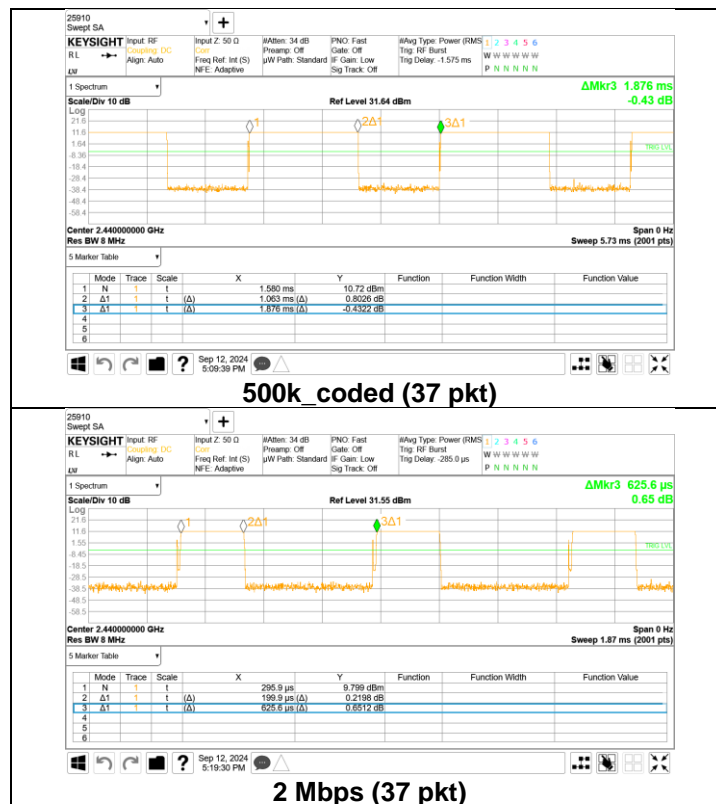 25910
Swept SA
KEYSIGHT Input: RF Input Z: 50 Ω #Atten: 34 dB PNO: Fast #Avg Type: Power (RMS 1 2 3 4 5 6
RL Coupling: DC Corr Preamp: Off Gate: Off Trig: RF Burst W W W W W W
Align: Auto Freq Ref: Int (S) µW Path: Standard IF Gain: Low Trig Delay: -1.575 ms
LXI NFE: Adaptive Sig Track: Off P N N N N N
1 Spectrum ΔMkr3 1.876 ms
Scale/Div 10 dB Ref Level 31.64 dBm -0.43 dB
Log
21.6
11.6
1.64
-8.36
-18.4
-28.4
-38.4
-48.4
-58.4
1 2Δ1 3Δ1
TRIG LVL
Center 2.440000000 GHz Span 0 Hz
Res BW 8 MHz Sweep 5.73 ms (2001 pts)
5 Marker Table
Mode Trace Scale X Y Function Function Width Function Value
1 N 1 t 1.580 ms 10.72 dBm
2 Δ1 1 t (Δ) 1.063 ms (Δ) 0.8026 dB
3 Δ1 1 t (Δ) 1.876 ms (Δ) -0.4322 dB
4
5
6
? Sep 12, 2024
5:09:39 PM
500k_coded (37 pkt)
25910
Swept SA
KEYSIGHT Input: RF Input Z: 50 Ω #Atten: 34 dB PNO: Fast #Avg Type: Power (RMS 1 2 3 4 5 6
RL Coupling: DC Corr Preamp: Off Gate: Off Trig: RF Burst W W W W W W
Align: Auto Freq Ref: Int (S) µW Path: Standard IF Gain: Low Trig Delay: -285.0 µs
LXI NFE: Adaptive Sig Track: Off P N N N N N
1 Spectrum ΔMkr3 625.6 µs
Scale/Div 10 dB Ref Level 31.55 dBm 0.65 dB
Log
21.6
11.6
1.55
-8.45
-18.5
-28.5
-38.5
-48.5
-58.5
1 2Δ1 3Δ1
TRIG LVL
Center 2.440000000 GHz Span 0 Hz
Res BW 8 MHz Sweep 1.87 ms (2001 pts)
5 Marker Table
Mode Trace Scale X Y Function Function Width Function Value
1 N 1 t 295.9 µs 9.799 dBm
2 Δ1 1 t (Δ) 199.9 µs (Δ) 0.2198 dB
3 Δ1 1 t (Δ) 625.6 µs (Δ) 0.6512 dB
4
5
6
? Sep 12, 2024
5:19:30 PM
2 Mbps (37 pkt)